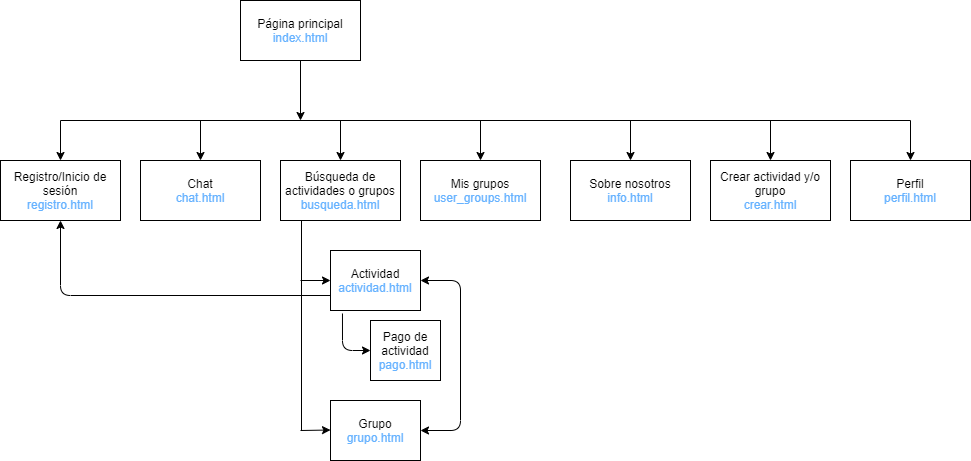 Página principal
index.html
Registro/Inicio de
sesión
registro.html
Chat
chat.html
Búsqueda de
actividades o grupos
busqueda.html
Mis grupos
user_groups.html
Sobre nosotros
info.html
Crear actividad y/o
grupo
crear.html
Perfil
perfil.html
Actividad
actividad.html
Pago de
actividad
pago.html
Grupo
grupo.html